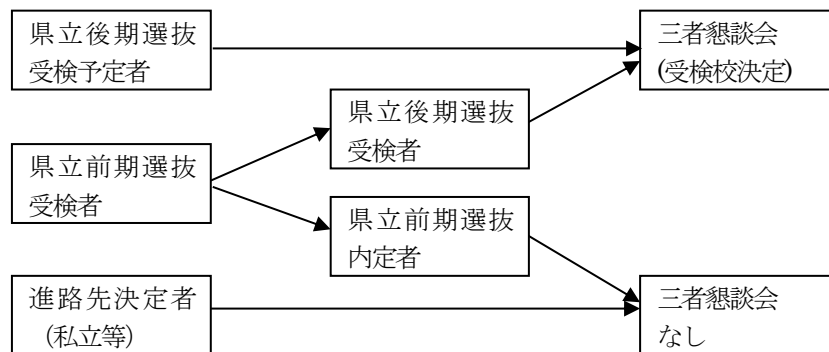 県立後期選抜
受検予定者
三者懇談会
(受検校決定)
県立後期選抜
受検者
県立前期選抜
受検者
県立前期選抜
内定者
進路先決定者
（私立等）
三者懇談会
なし